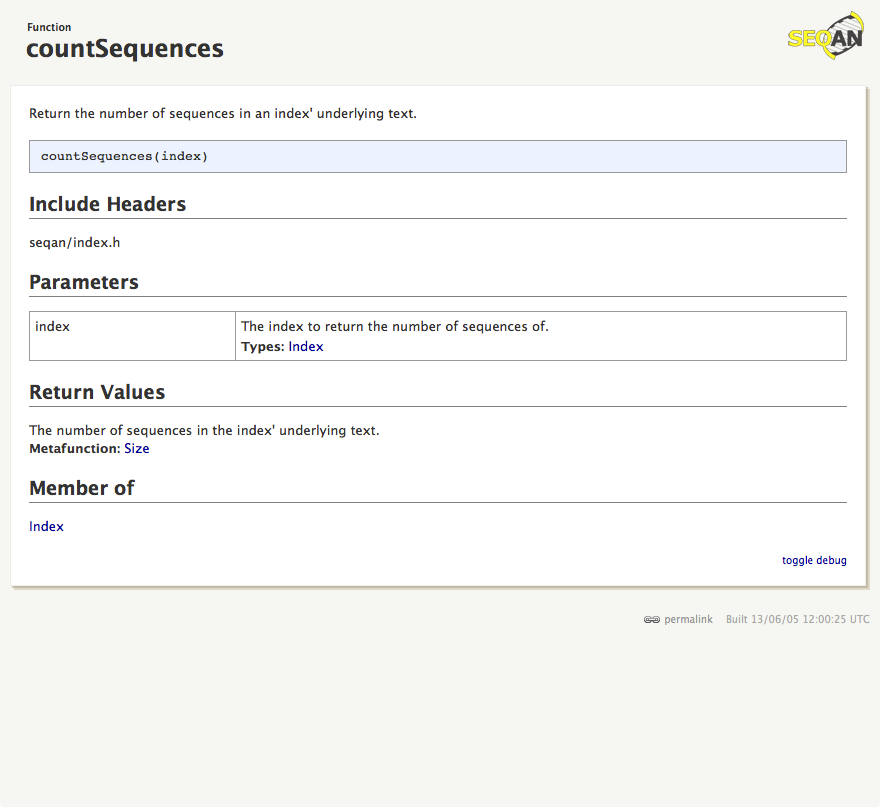 Function
countSequences
SEQAN
Return the number of sequences in an index' underlying text.
countSequences(index)
Include Headers
seqan/index.h
Parameters
index
The index to return the number of sequences of.
Types: Index
Return Values
The number of sequences in the index' underlying text.
Metafunction: Size
Member of
Index
toggle debug
permalink Built 13/06/05 12:00:25 UTC